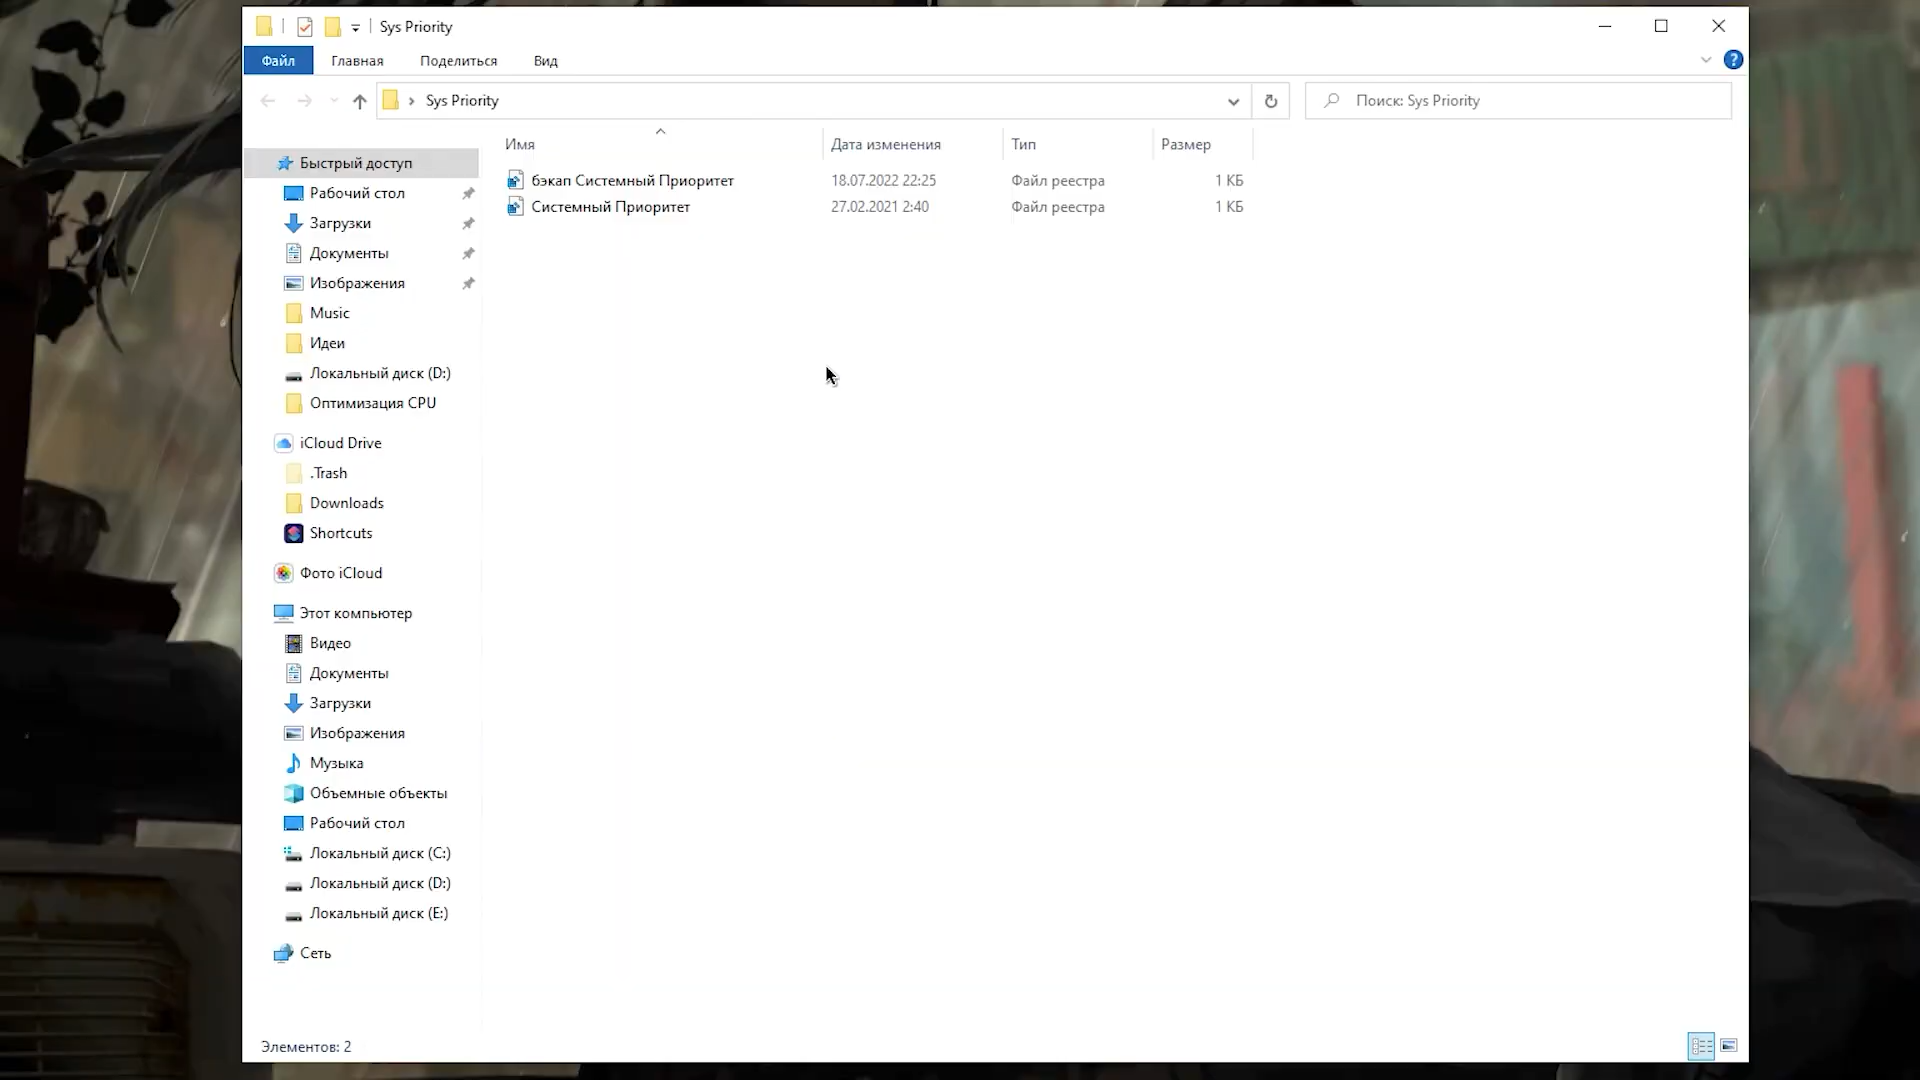 Sys Priority
Файл Главная Поделиться Вид
Sys Priority Поиск: Sys Priority
Имя Дата изменения Тип Размер
бэкап Системный Приоритет 18.07.2022 22:25 Файл реестра 1 КБ
Системный Приоритет 27.02.2021 2:40 Файл реестра 1 КБ
Быстрый доступ
Рабочий стол
Загрузки
Документы
Изображения
Music
Идеи
Локальный диск (D:)
Оптимизация CPU
iCloud Drive
.Trash
Downloads
Shortcuts
Фото iCloud
Этот компьютер
Видео
Документы
Загрузки
Изображения
Музыка
Объемные объекты
Рабочий стол
Локальный диск (C:)
Локальный диск (D:)
Локальный диск (E:)
Сеть
Элементов: 2